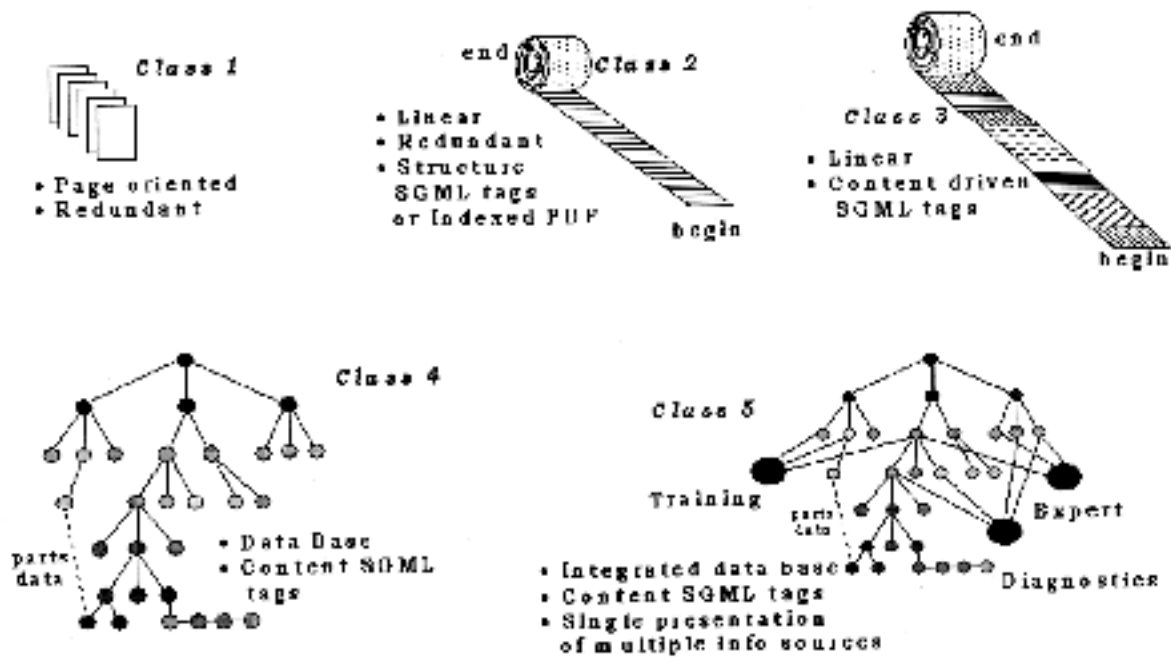 Class 1
• Page oriented
• Redundant
end
Class 2
• Linear
• Redundant
• Structure
SGML tags
or Indexed PDF
begin
end
Class 3
• Linear
• Content driven
SGML tags
begin
Class 4
parts
data
• Data Base
• Content SGML
tags
Class 5
Training
Expert
parts
data
Diagnostics
• Integrated data base
• Content SGML tags
• Single presentation
of multiple info sources